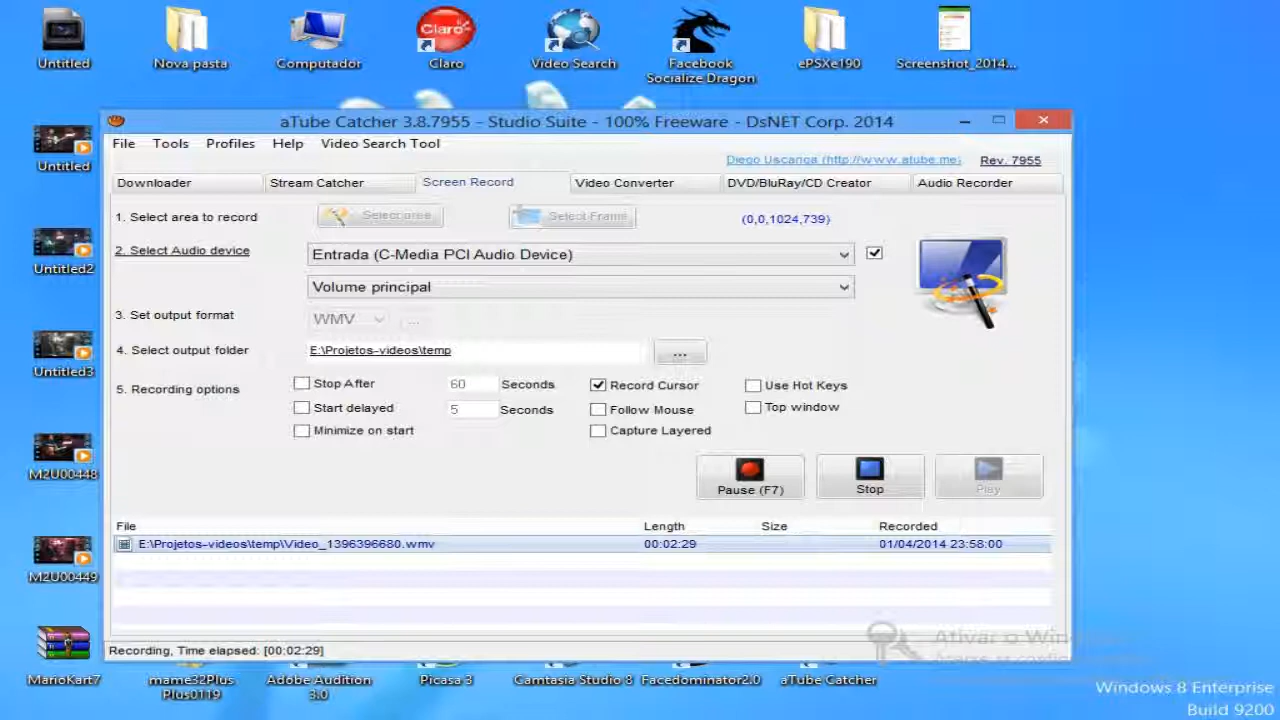 Untitled
Nova pasta
Computador
Claro
Claro
Video Search
Facebook
Socialize Dragon
ePSXe190
Screenshot_2014...
aTube Catcher 3.8.7955 - Studio Suite - 100% Freeware - DsNET Corp. 2014
File Tools Profiles Help Video Search Tool
Diego Uscanga (http://www.atube.me) Rev. 7955
Downloader Stream Catcher Screen Record Video Converter DVD/BluRay/CD Creator Audio Recorder
1. Select area to record Select area Select Frame (0,0,1024,739)
2. Select Audio device Entrada (C-Media PCI Audio Device)
Volume principal
3. Set output format WMV ...
4. Select output folder E:\Projetos-videos\temp ...
5. Recording options
Stop After 60 Seconds Record Cursor Use Hot Keys
Start delayed 5 Seconds Follow Mouse Top window
Minimize on start Capture Layered
Pause (F7) Stop Play
File Length Size Recorded
E:\Projetos-videos\temp\Video_1396396680.wmv 00:02:29 01/04/2014 23:58:00
Recording, Time elapsed: [00:02:29]
Untitled
Untitled2
Untitled3
M2U00448
M2U00449
MarioKart7
mame32Plus
Plus0119
Adobe Audition
3.0
Picasa 3
Camtasia Studio 8
Facedominator2.0
aTube Catcher
Ativar o Win
Windows 8 Enterprise
Build 9200